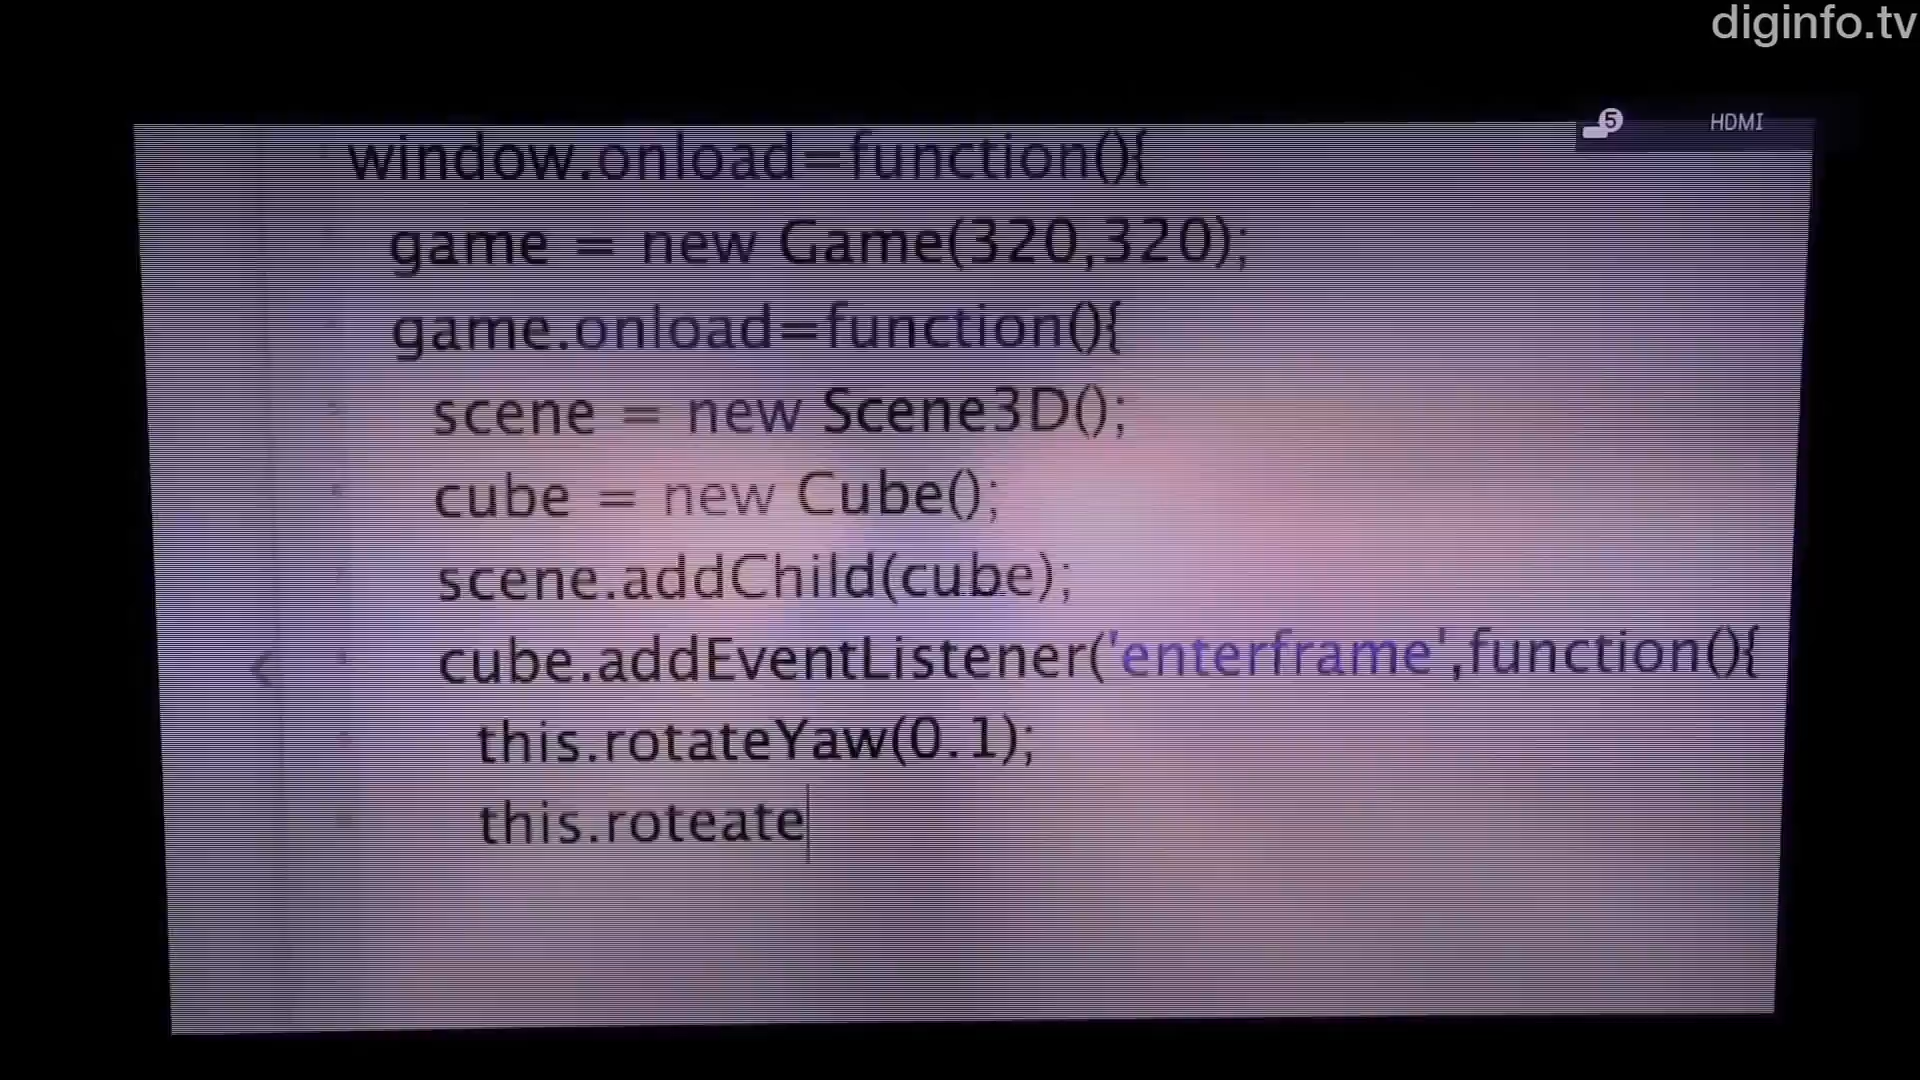 diginfo.tv
5 HDMI
window.onload=function(){
game = new Game(320,320);
game.onload=function(){
scene = new Scene3D();
cube = new Cube();
scene.addChild(cube);
cube.addEventListener('enterframe',function(){
this.rotateYaw(0.1);
this.roteate